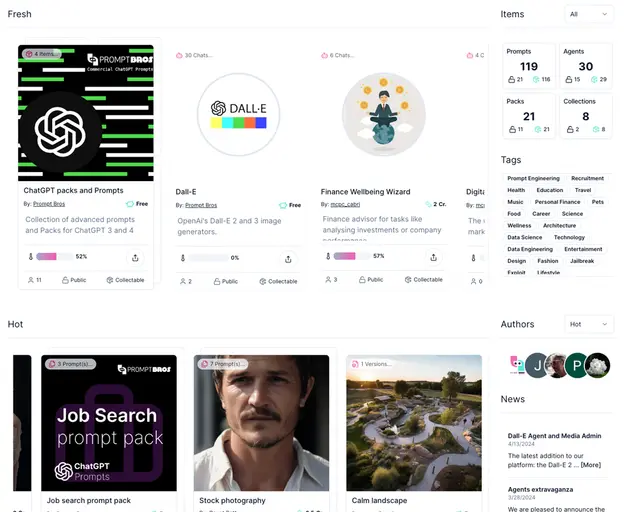 Fresh
4 Items...
PROMPTBROS
Commercial ChatGPT Prompts
ChatGPT packs and Prompts
By: Prompt Bros
Free
Collection of advanced prompts
and Packs for ChatGPT 3 and 4
52%
11
Public
Collectable
30 Chats...
DALL·E
Dall-E
By: Prompt Bros
Free
OpenAI's Dall-E 2 and 3 image
generators.
0%
2
Public
Collectable
6 Chats...
Finance Wellbeing Wizard
By: mcpc_cabri
2 Cr.
Finance advisor for tasks like
analysing investments or company
performance.
57%
3
Public
Collectable
4 C
Digita
By: mc
The u
mark
0
Items
All
Prompts
119
21
116
Agents
30
15
29
Packs
21
11
21
Collections
8
2
8
Tags
Prompt Engineering
Recruitment
Health
Education
Travel
Music
Personal Finance
Pets
Food
Career
Science
Wellness
Architecture
Data Science
Technology
Data Engineering
Entertainment
Design
Fashion
Jailbreak
Exploit
Lifestyle
Hot
3 Prompt(s)...
PROMPTBROS
Job Search
prompt pack
ChatGPT
Prompts
Job search prompt pack
7 Prompt(s)...
Stock photography
1 Versions...
Calm landscape
Authors
Hot
J
P
News
Dall-E Agent and Media Admin
4/13/2024
The latest addition to our
platform: the Dall-E 2 ... [More]
Agents extravaganza
3/28/2024
We are pleased to announce the